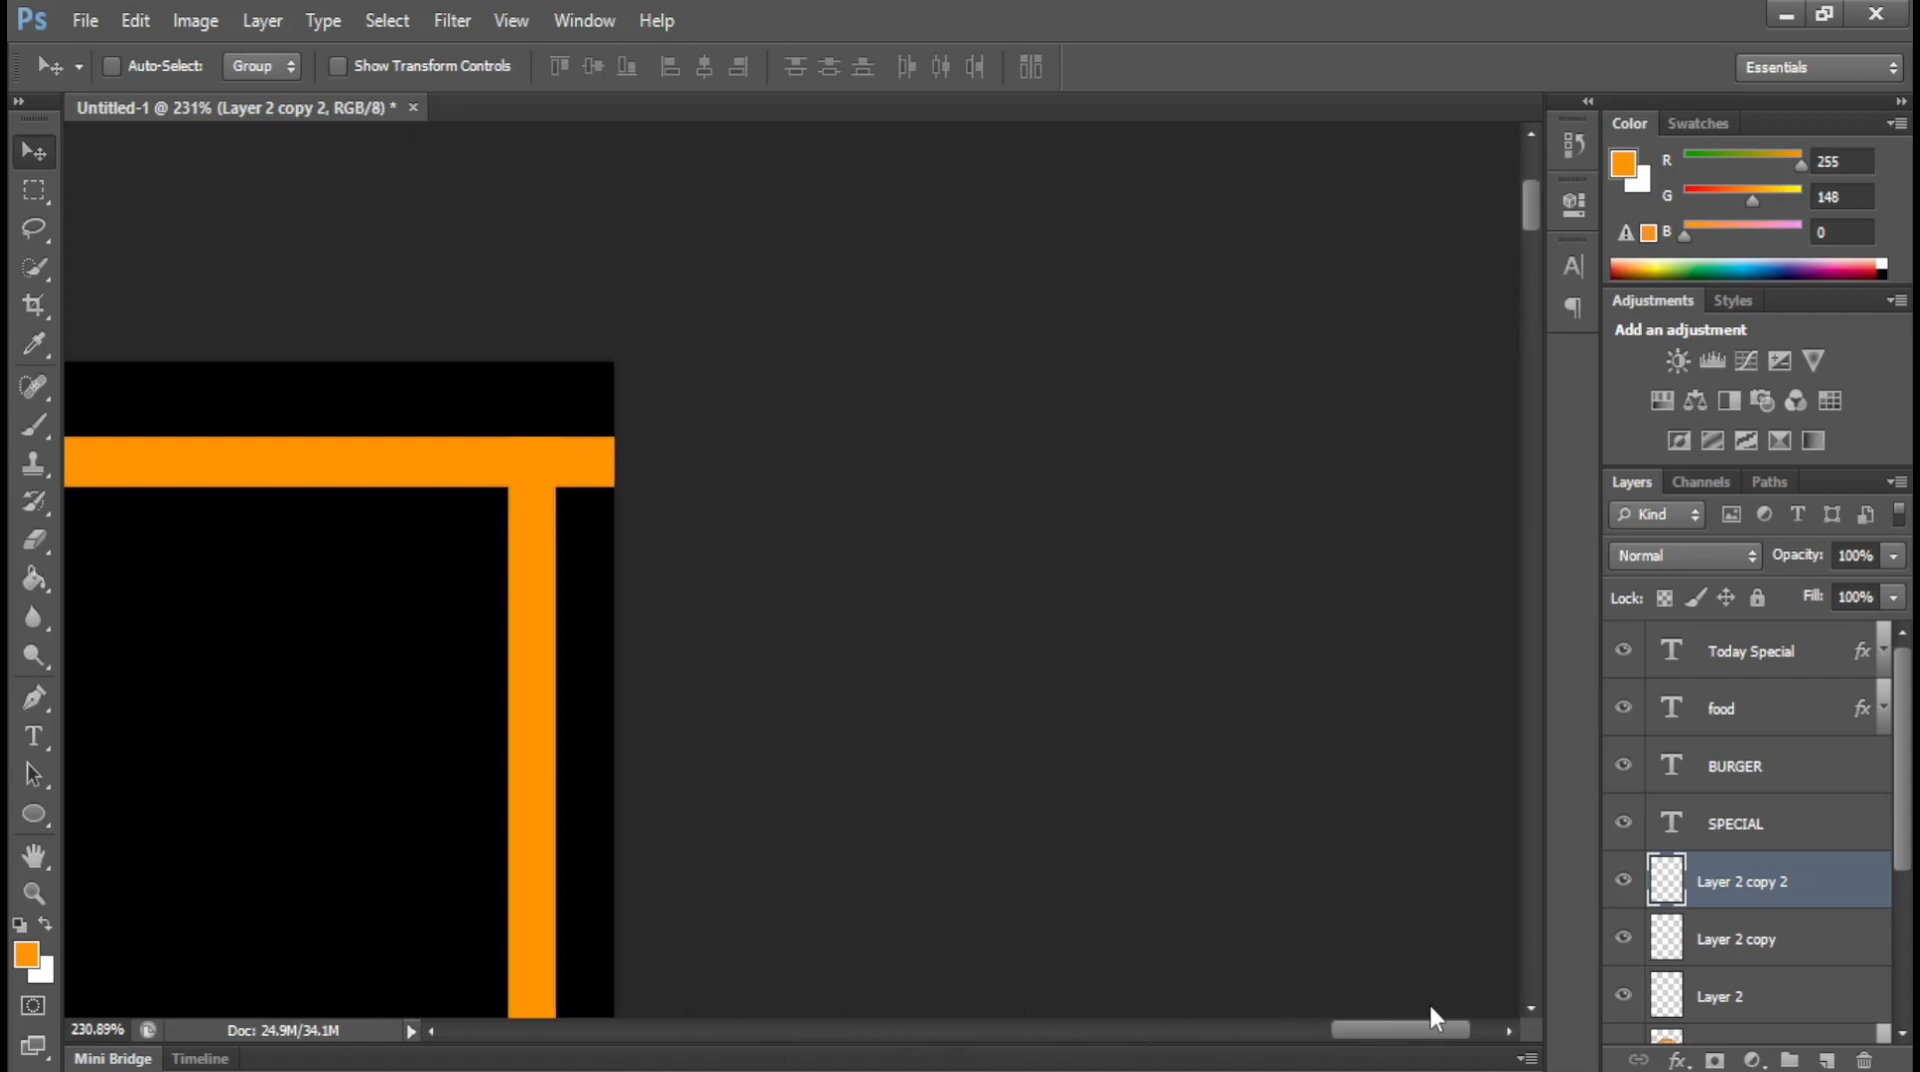 Ps File Edit Image Layer Select Filter View Window Help
Type
Auto-Select: Group Show Transform Controls Essentials
Untitled-1 @ 231% (Layer 2 copy 2, RGB/8) * ×
Color Swatches
R 255
G 148
B 0
Adjustments Styles
Add an adjustment
Layers Channels Paths
Kind
Normal Opacity: 100%
Lock: Fill: 100%
T Today Special fx
T food fx
T BURGER
T SPECIAL
Layer 2 copy 2
Layer 2 copy
Layer 2
230.89% Doc: 24.9M/34.1M
Mini Bridge Timeline